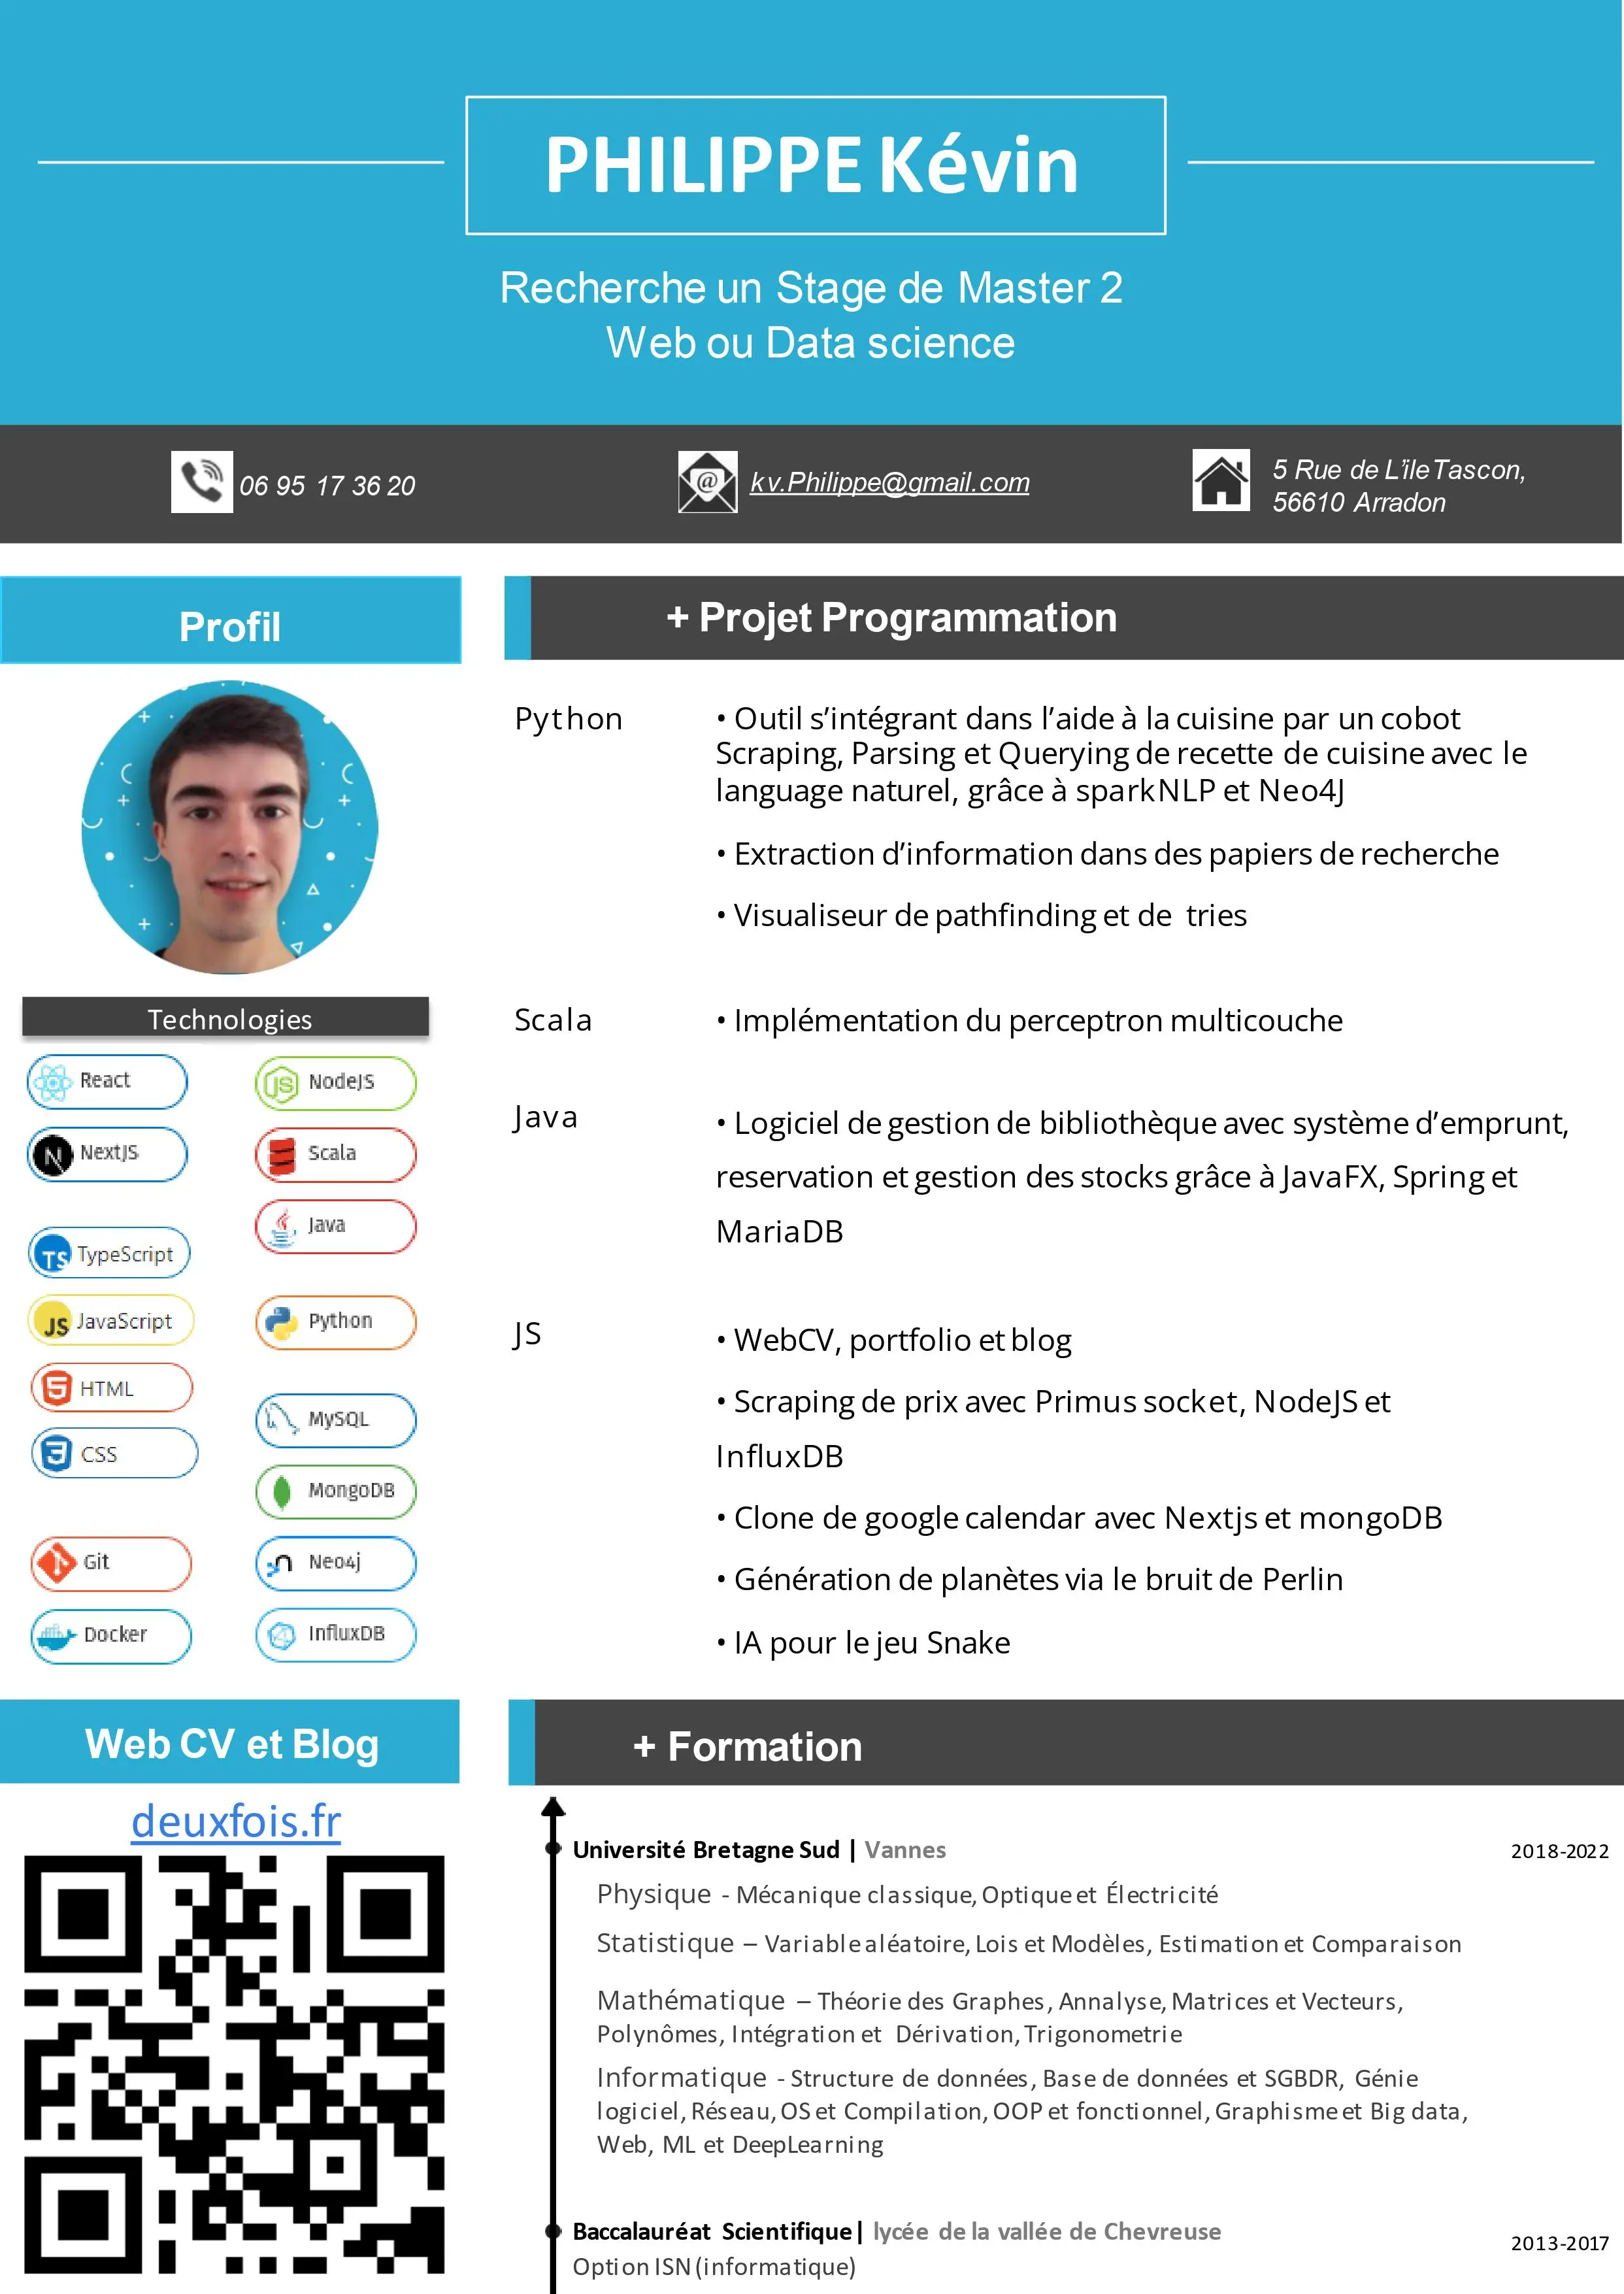 PHILIPPE Kévin
Recherche un Stage de Master 2
Web ou Data science
06 95 17 36 20
kv.Philippe@gmail.com
5 Rue de L’île Tascon,
56610 Arradon
Profil
Technologies
React
NodeJS
NextJS
Scala
Java
TypeScript
JavaScript
Python
HTML
MySQL
CSS
MongoDB
Git
Neo4j
Docker
InfluxDB
Web CV et Blog
deuxfois.fr
+ Projet Programmation
Python
• Outil s’intégrant dans l’aide à la cuisine par un cobot
Scraping, Parsing et Querying de recette de cuisine avec le
language naturel, grâce à sparkNLP et Neo4J
• Extraction d’information dans des papiers de recherche
• Visualiseur de pathfinding et de tries
Scala
• Implémentation du perceptron multicouche
Java
• Logiciel de gestion de bibliothèque avec système d’emprunt,
reservation et gestion des stocks grâce à JavaFX, Spring et
MariaDB
JS
• WebCV, portfolio et blog
• Scraping de prix avec Primus socket, NodeJS et
InfluxDB
• Clone de google calendar avec Nextjs et mongoDB
• Génération de planètes via le bruit de Perlin
• IA pour le jeu Snake
+ Formation
Université Bretagne Sud | Vannes 2018-2022
Physique - Mécanique classique, Optique et Électricité
Statistique – Variable aléatoire, Lois et Modèles, Estimation et Comparaison
Mathématique – Théorie des Graphes, Annalyse, Matrices et Vecteurs,
Polynômes, Intégration et Dérivation, Trigonometrie
Informatique - Structure de données, Base de données et SGBDR, Génie
logiciel, Réseau, OS et Compilation, OOP et fonctionnel, Graphisme et Big data,
Web, ML et DeepLearning
Baccalauréat Scientifique | lycée de la vallée de Chevreuse 2013-2017
Option ISN (informatique)